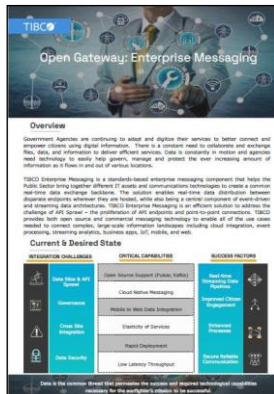 TIBCO
Open Gateway: Enterprise Messaging
Overview
Government Agencies are continuing to adapt and digitize their services to better connect and
empower citizens using digital information. There is a constant need to collaborate and exchange
files, data, and information to deliver efficient services. Data is constantly in motion and agencies
need technology to easily help govern, manage and protect the ever increasing amount of
information as it flows in and out of various locations.
TIBCO Enterprise Messaging is a standards-based enterprise messaging component that helps the
Public Sector bring together different IT assets and communications technologies to create a common
real-time data exchange backbone. The solution enables real-time data distribution between
disparate endpoints wherever they are hosted, while also being a central component of event-driven
and streaming data architectures. TIBCO Enterprise Messaging is an efficient solution to address the
challenge of API Sprawl – the proliferation of API endpoints and point-to-point connections. TIBCO
provides both open source and commercial messaging technology to enable all of the use cases
needed to connect complex, large-scale information landscapes including cloud integration, event
processing, streaming analytics, business apps, IoT, mobile, and web.
Current & Desired State
INTEGRATION CHALLENGES
CRITICAL CAPABILITIES
SUCCESS FACTORS
Data Silos & API
Sprawl
Governance
Cross Site
Integration
Data Security
Open Source Support (Pulsar, Kafka)
Cloud Native Messaging
Mobile to Web Data Integration
Elasticity of Services
Rapid Deployment
Low Latency Throughput
Real-time
Streaming Data
Pipelines
Improved Citizen
Engagement
Enhanced
Processes
Secure Reliable
Communication
Data is the common thread that permeates the success and required technological capabilities
necessary for the warfighter's mission to be successful.